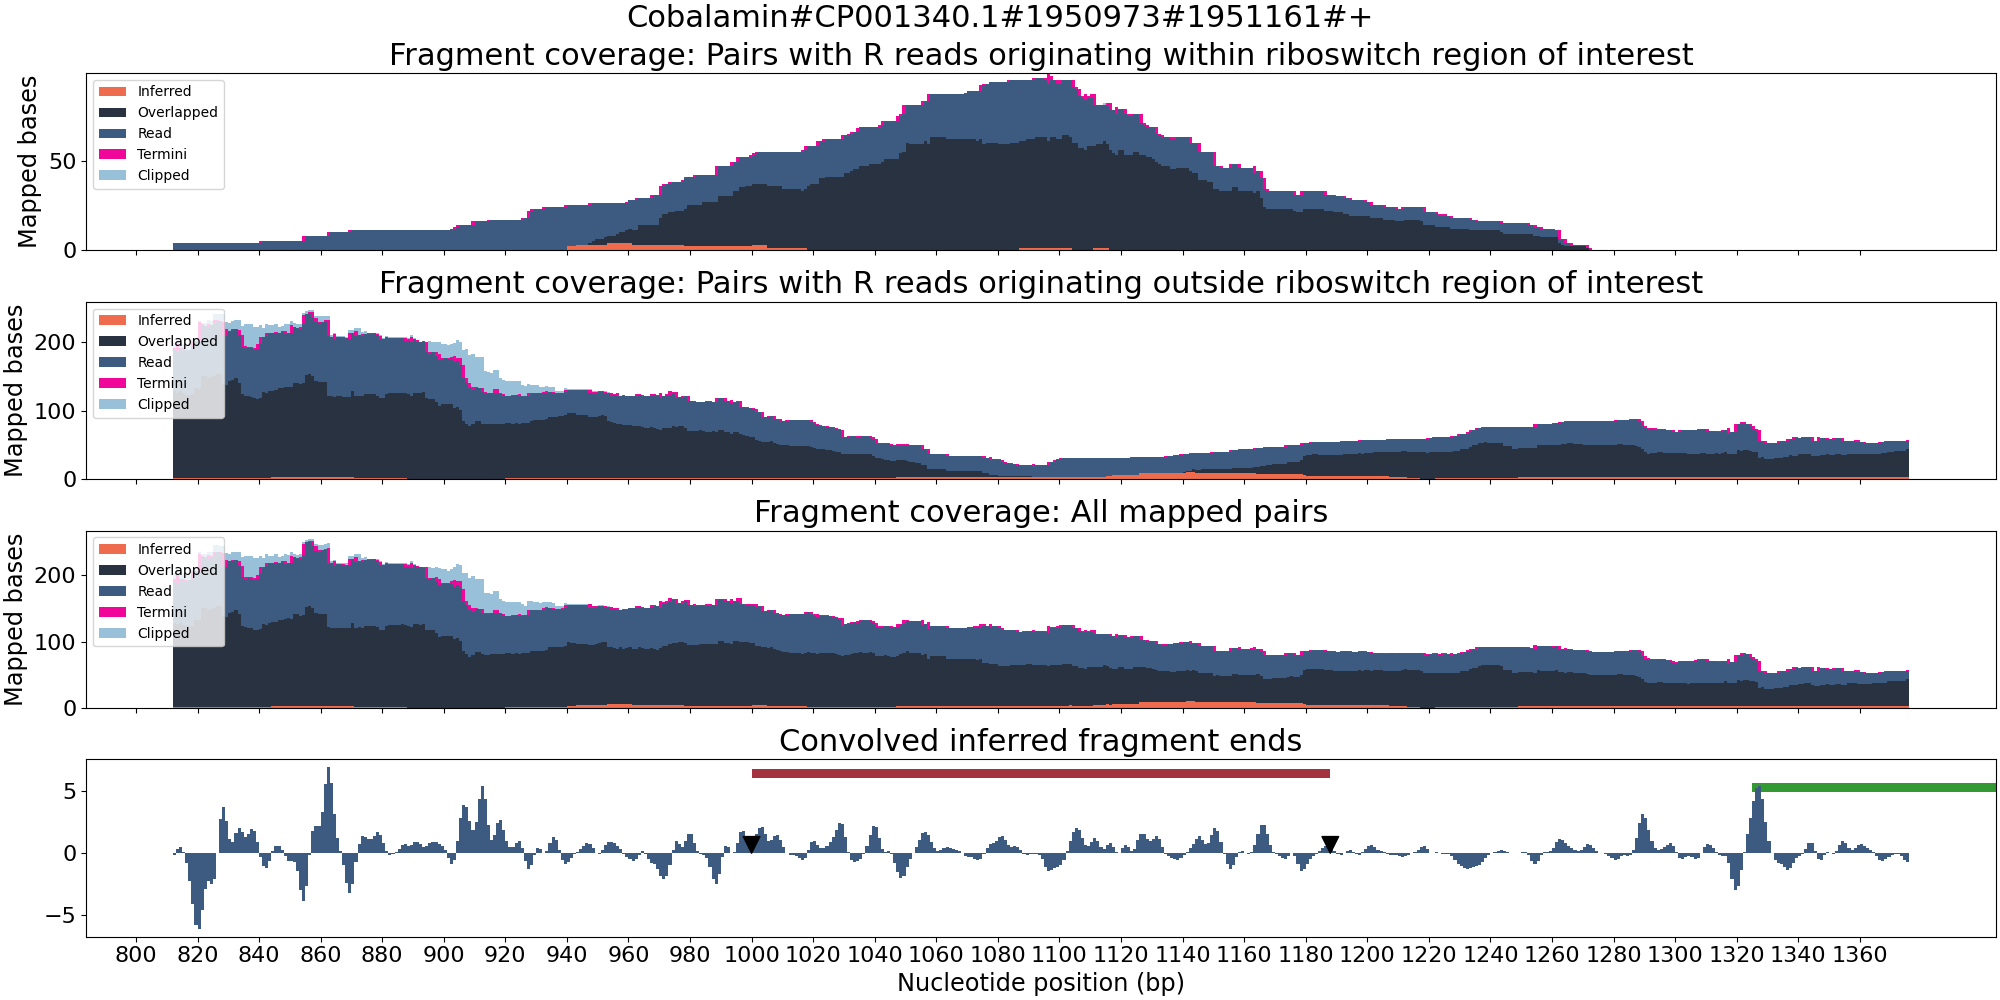 Cobalamin#CP001340.1#1950973#1951161#+
Fragment coverage: Pairs with R reads originating within riboswitch region of interest
Mapped bases
50
0
Inferred
Overlapped
Read
Termini
Clipped
Fragment coverage: Pairs with R reads originating outside riboswitch region of interest
Mapped bases
200
100
0
Inferred
Overlapped
Read
Termini
Clipped
Fragment coverage: All mapped pairs
Mapped bases
200
100
0
Inferred
Overlapped
Read
Termini
Clipped
Convolved inferred fragment ends
5
0
−5
800 820 840 860 880 900 920 940 960 980 1000 1020 1040 1060 1080 1100 1120 1140 1160 1180 1200 1220 1240 1260 1280 1300 1320 1340 1360
Nucleotide position (bp)